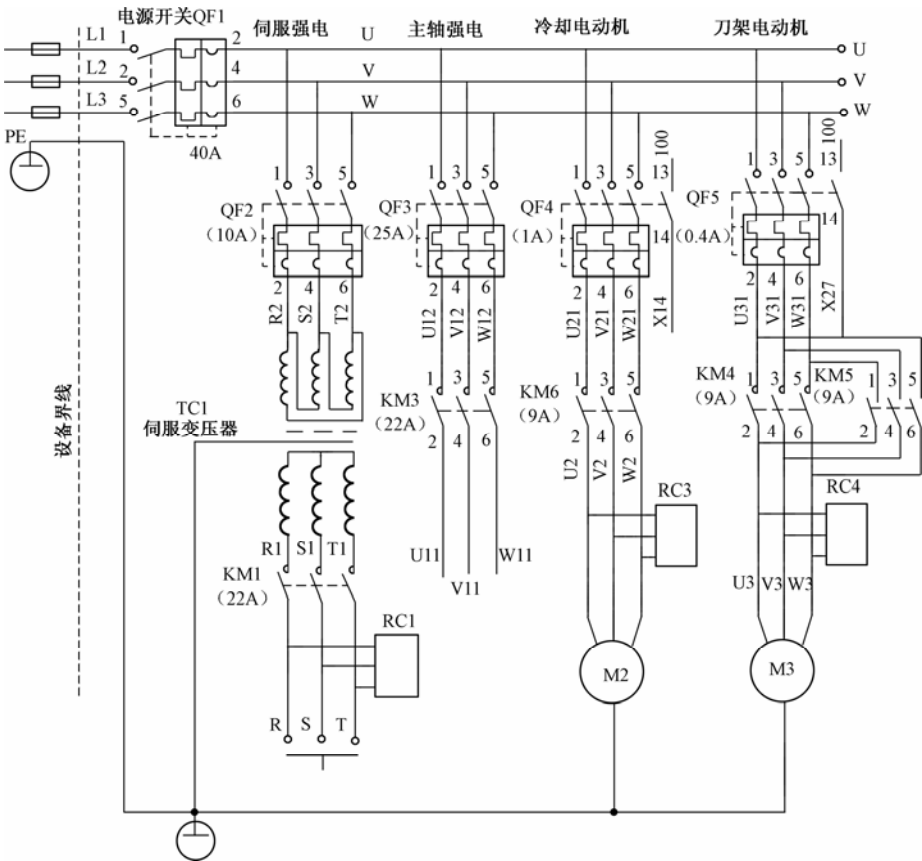 电源开关QF1
伺服强电
主轴强电
冷却电动机
刀架电动机
L1 1 2 U U
L2 2 4 V V
L3 5 6 W W
PE
40A
100
100
1 3 5
1 3 5
1 3 5 13
1 3 5 13
QF2
(10A)
QF3
(25A)
QF4
(1A)
14
QF5
(0.4A)
14
2 4 6
2 4 6
2 4 6
2 4 6
R2 S2 T2
U12 V12 W12
U21 V21 W21 X14
U31 V31 W31 X27
设备界线
TC1
伺服变压器
KM3
(22A)
1 3 5
2 4 6
KM6
(9A)
1 3 5
2 4 6
KM4
(9A)
1 3 5
2 4 6
KM5
(9A)
1 3 5
2 4 6
U2 V2 W2
RC3
RC4
R1 S1 T1
U11 V11 W11
KM1
(22A)
U3 V3 W3
RC1
M2
M3
R S T